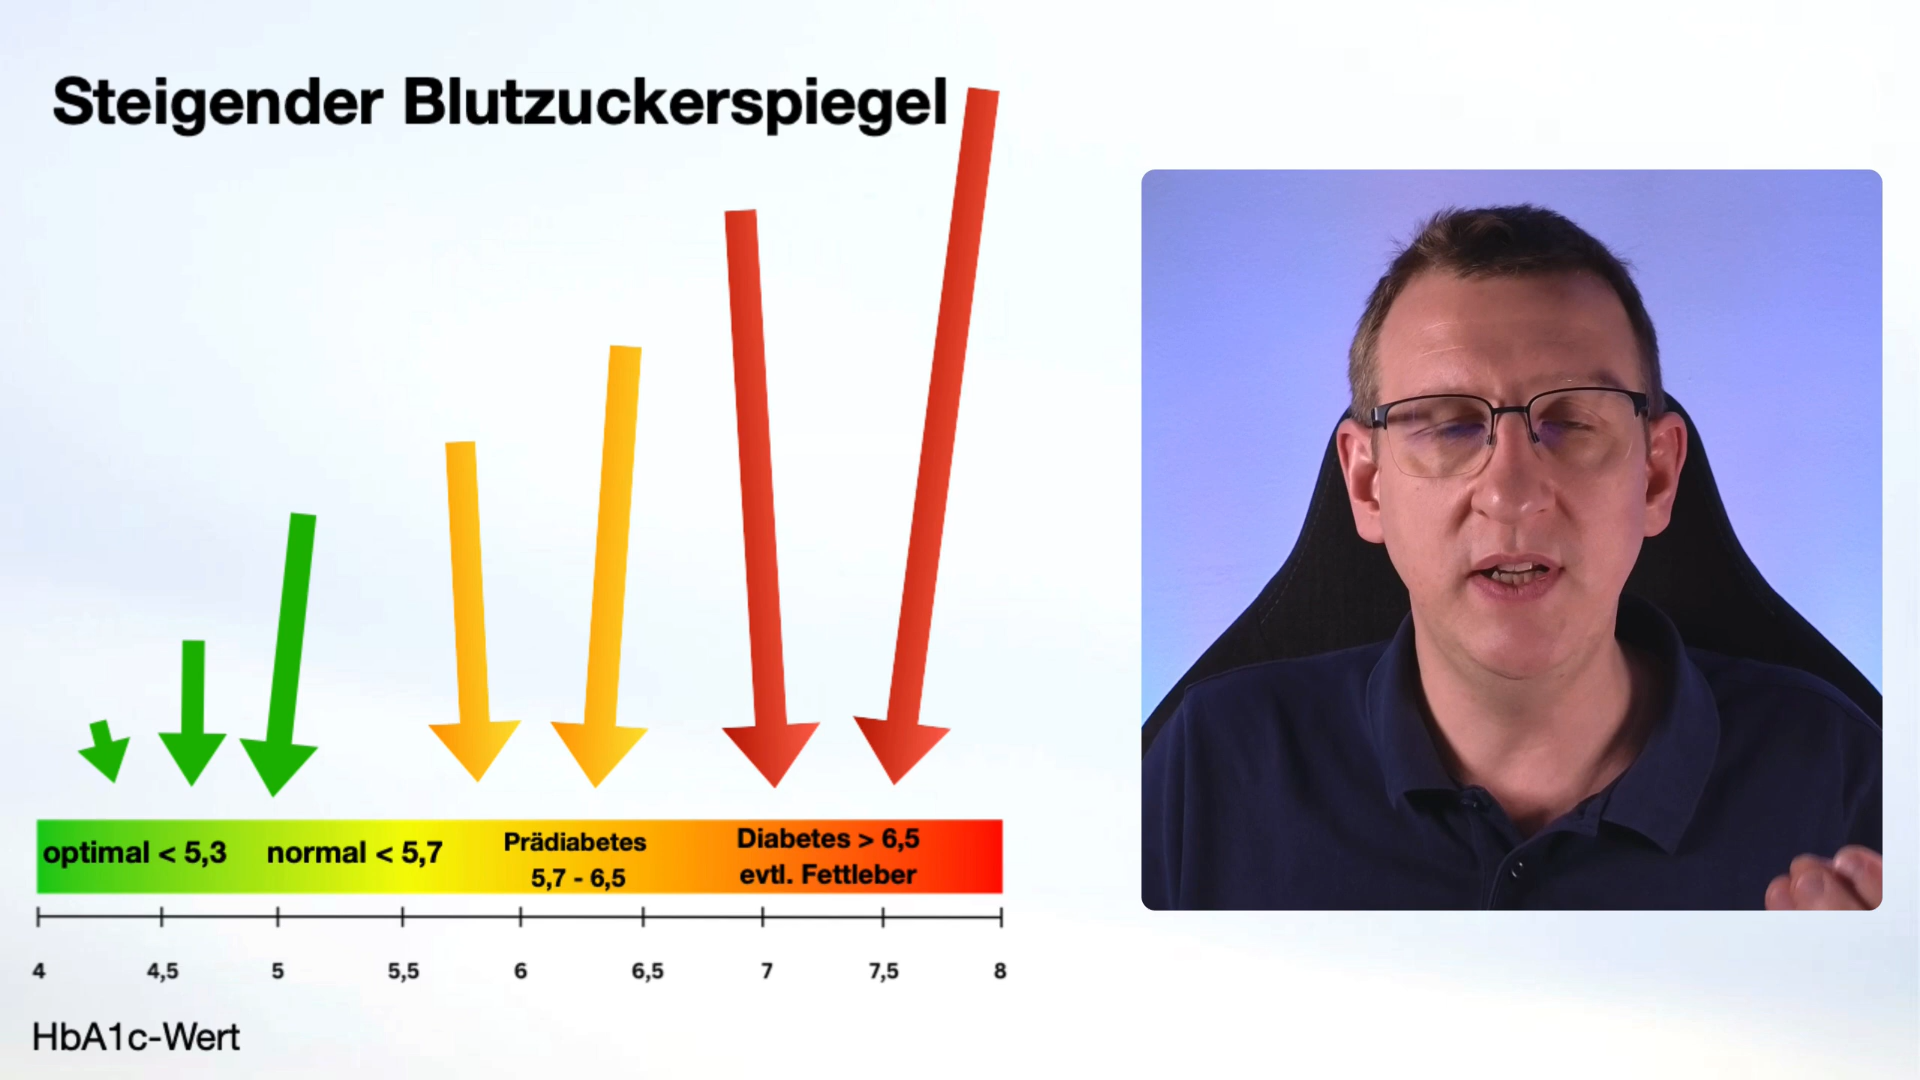 Steigender Blutzuckerspiegel
optimal < 5,3
normal < 5,7
Prädiabetes
5,7 - 6,5
Diabetes > 6,5
evtl. Fettleber
4 4,5 5 5,5 6 6,5 7 7,5 8
HbA1c-Wert